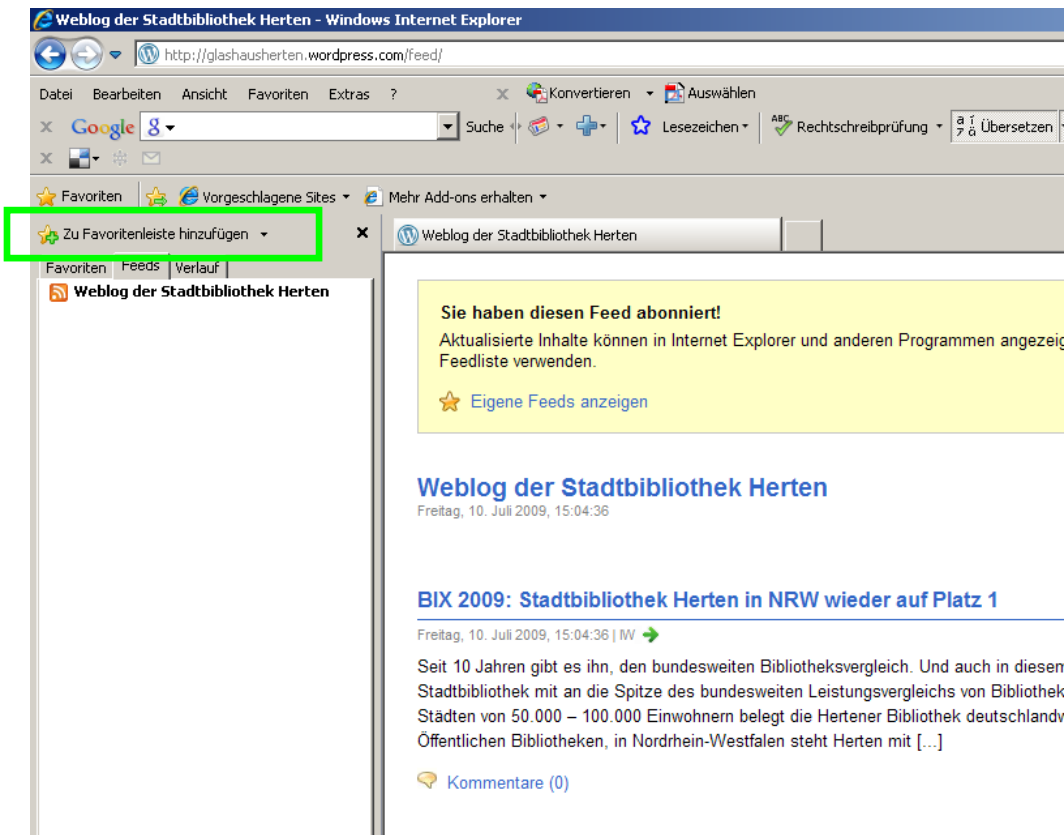 Weblog der Stadtbibliothek Herten - Windows Internet Explorer
http://glashausherten.wordpress.com/feed/
Datei Bearbeiten Ansicht Favoriten Extras ? x Konvertieren Auswählen
x Google g Suche Lesezeichen ABC Rechtschreibprüfung Übersetzen
x
Favoriten Vorgeschlagene Sites Mehr Add-ons erhalten
Zu Favoritenleiste hinzufügen x Weblog der Stadtbibliothek Herten
Favoriten Feeds Verlauf
Weblog der Stadtbibliothek Herten
Sie haben diesen Feed abonniert!
Aktualisierte Inhalte können in Internet Explorer und anderen Programmen angezeig
Feedliste verwenden.
Eigene Feeds anzeigen
Weblog der Stadtbibliothek Herten
Freitag, 10. Juli 2009, 15:04:36
BIX 2009: Stadtbibliothek Herten in NRW wieder auf Platz 1
Freitag, 10. Juli 2009, 15:04:36 | IW
Seit 10 Jahren gibt es ihn, den bundesweiten Bibliotheksvergleich. Und auch in diesem
Stadtbibliothek mit an die Spitze des bundesweiten Leistungsvergleichs von Bibliothek
Städten von 50.000 – 100.000 Einwohnern belegt die Hertener Bibliothek deutschlandw
Öffentlichen Bibliotheken, in Nordrhein-Westfalen steht Herten mit [...]
Kommentare (0)